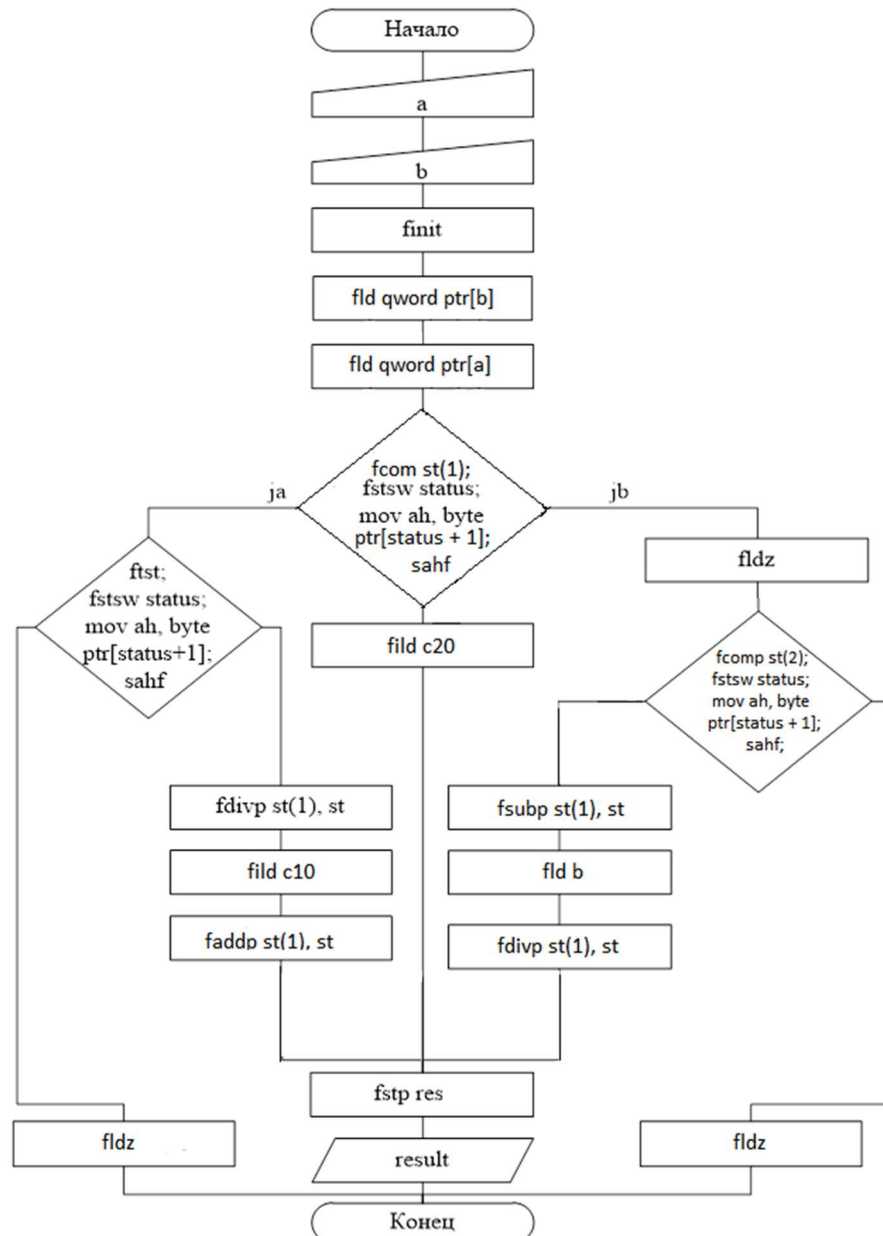 Начало
a
b
finit
fld qword ptr[b]
fld qword ptr[a]
fcom st(1);
fstsw status;
mov ah, byte
ptr[status + 1];
sahf
ja
jb
ftst;
fstsw status;
mov ah, byte
ptr[status+1];
sahf
fild c20
fldz
fcomp st(2);
fstsw status;
mov ah, byte
ptr[status + 1];
sahf;
fdivp st(1), st
fild c10
faddp st(1), st
fsubp st(1), st
fld b
fdivp st(1), st
fstp res
fldz
result
fldz
Конец